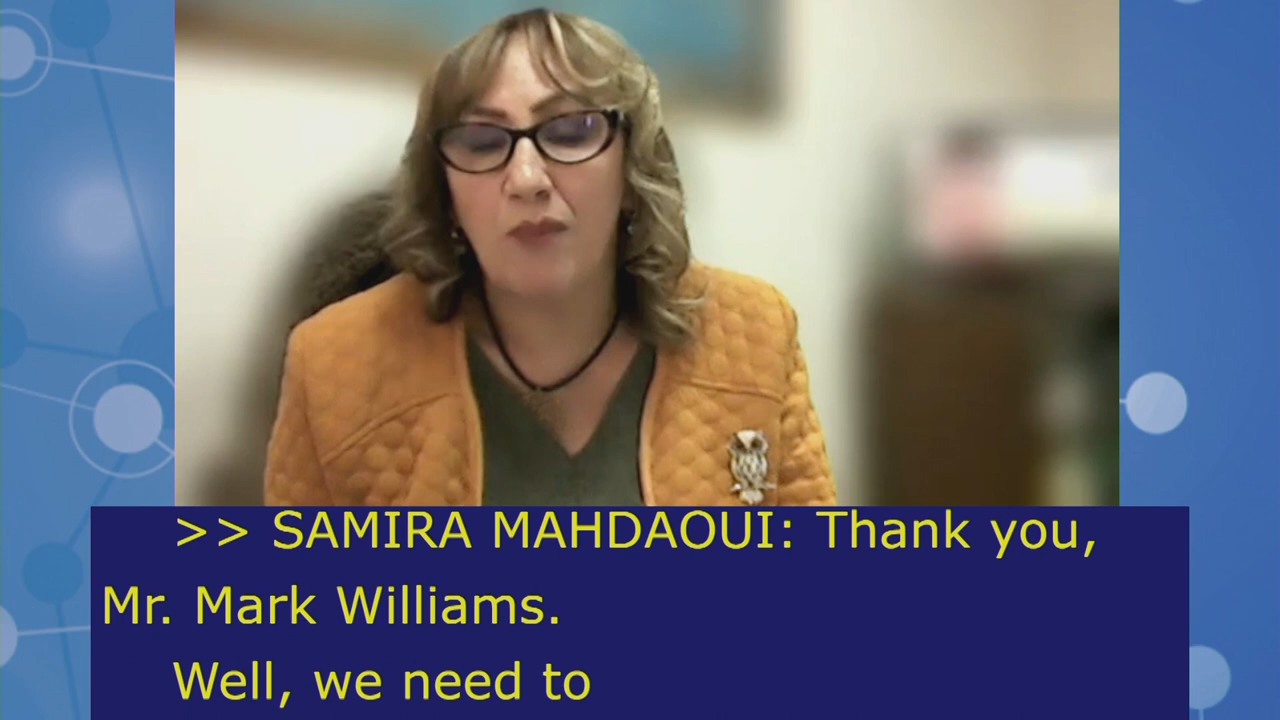 >> SAMIRA MAHDAOUI: Thank you,
Mr. Mark Williams.
Well, we need to